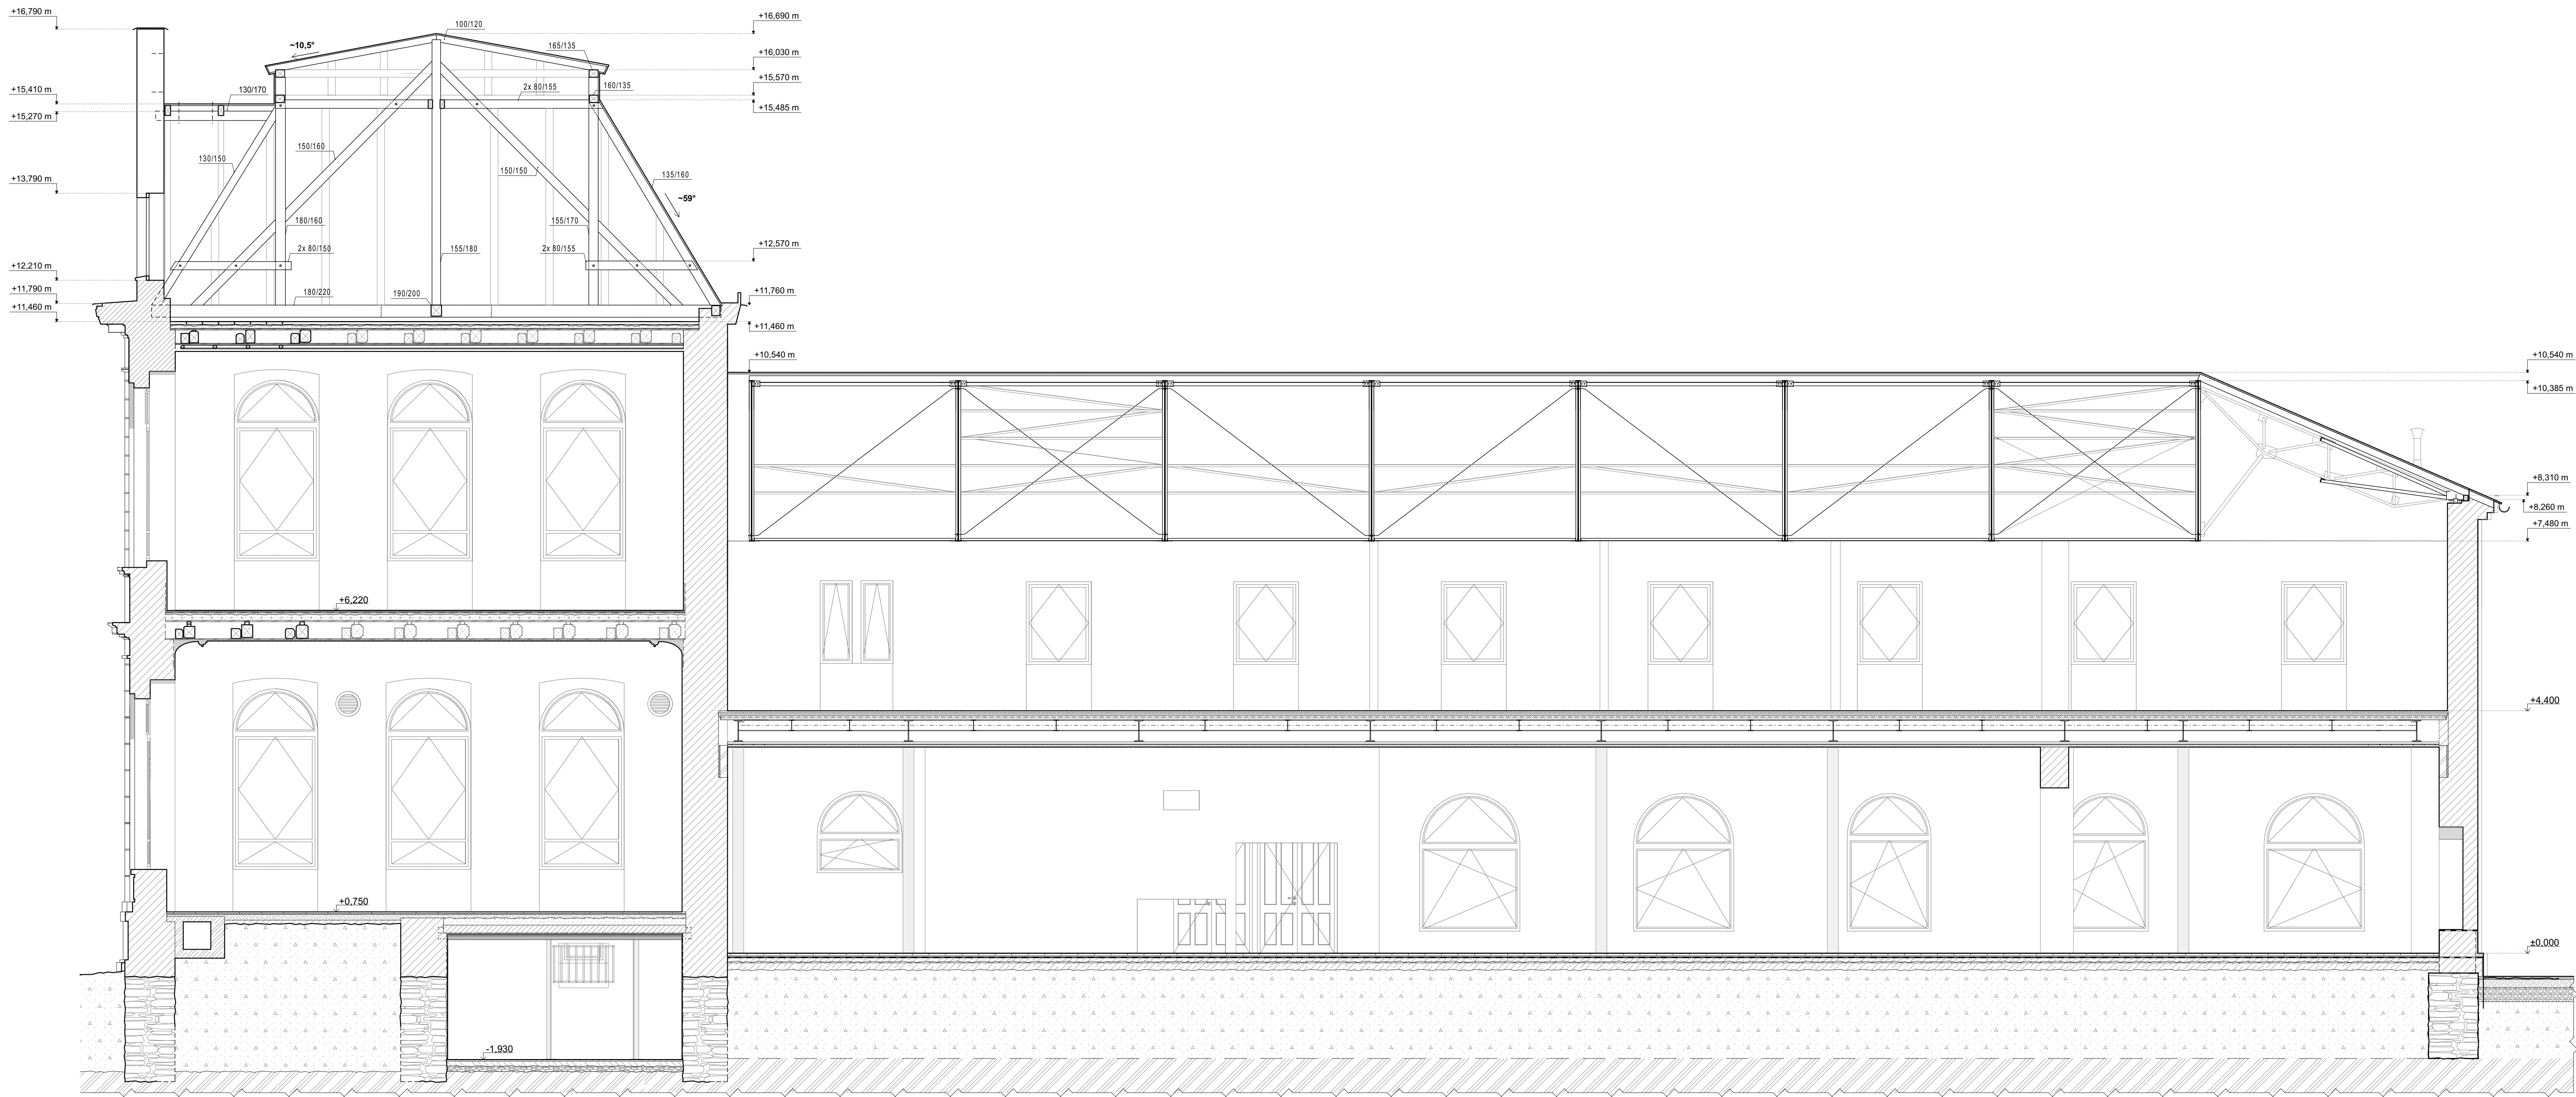 +16,790 m
+16,690 m
100/120
~10,5°
165/135
+16,030 m
+15,570 m
+15,410 m
130/170
2x 80/155
160/135
+15,485 m
+15,270 m
150/160
130/150
150/150
135/160
+13,790 m
~59°
180/160
155/170
2x 80/150
155/180
2x 80/155
+12,570 m
+12,210 m
+11,790 m
180/220
190/200
+11,760 m
+11,460 m
+11,460 m
+10,540 m
+10,540 m
+10,385 m
+8,310 m
+8,260 m
+7,480 m
+6,220
+4,400
+0,750
±0,000
-1,930